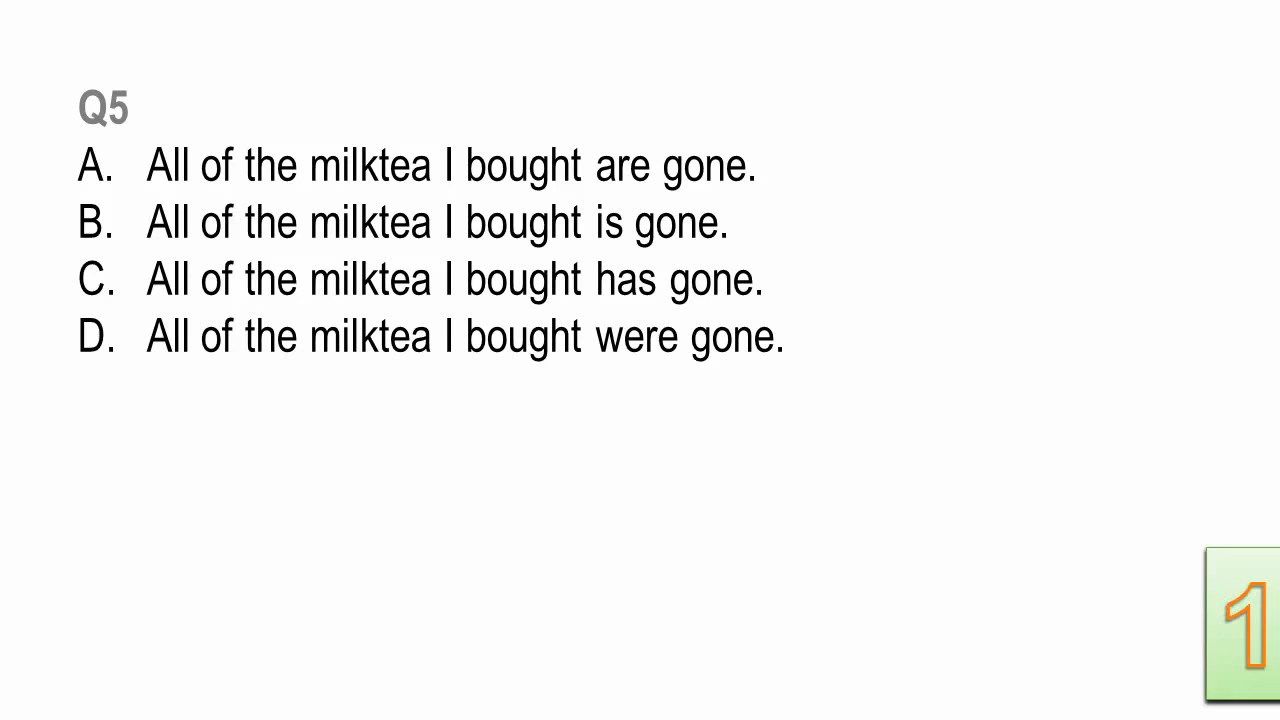 Q5
A. All of the milktea I bought are gone.
B. All of the milktea I bought is gone.
C. All of the milktea I bought has gone.
D. All of the milktea I bought were gone.
1